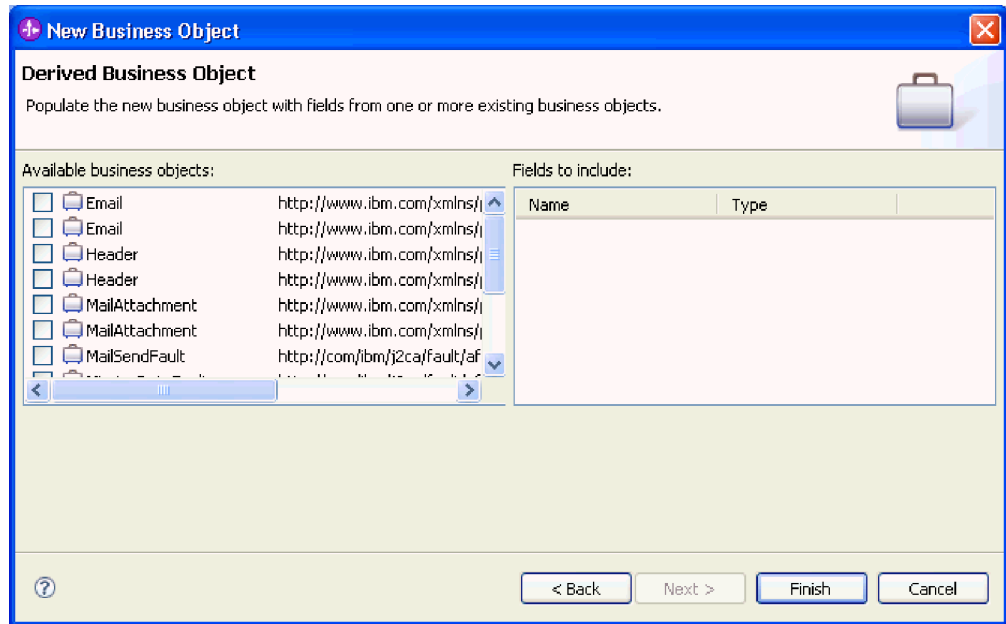 New Business Object
Derived Business Object
Populate the new business object with fields from one or more existing business objects.
Available business objects:
Fields to include:
Email http://www.ibm.com/xmlns/
Email http://www.ibm.com/xmlns/
Header http://www.ibm.com/xmlns/
Header http://www.ibm.com/xmlns/
MailAttachment http://www.ibm.com/xmlns/
MailAttachment http://www.ibm.com/xmlns/
MailSendFault http://com/ibm/j2ca/fault/af
Name Type
< Back Next > Finish Cancel